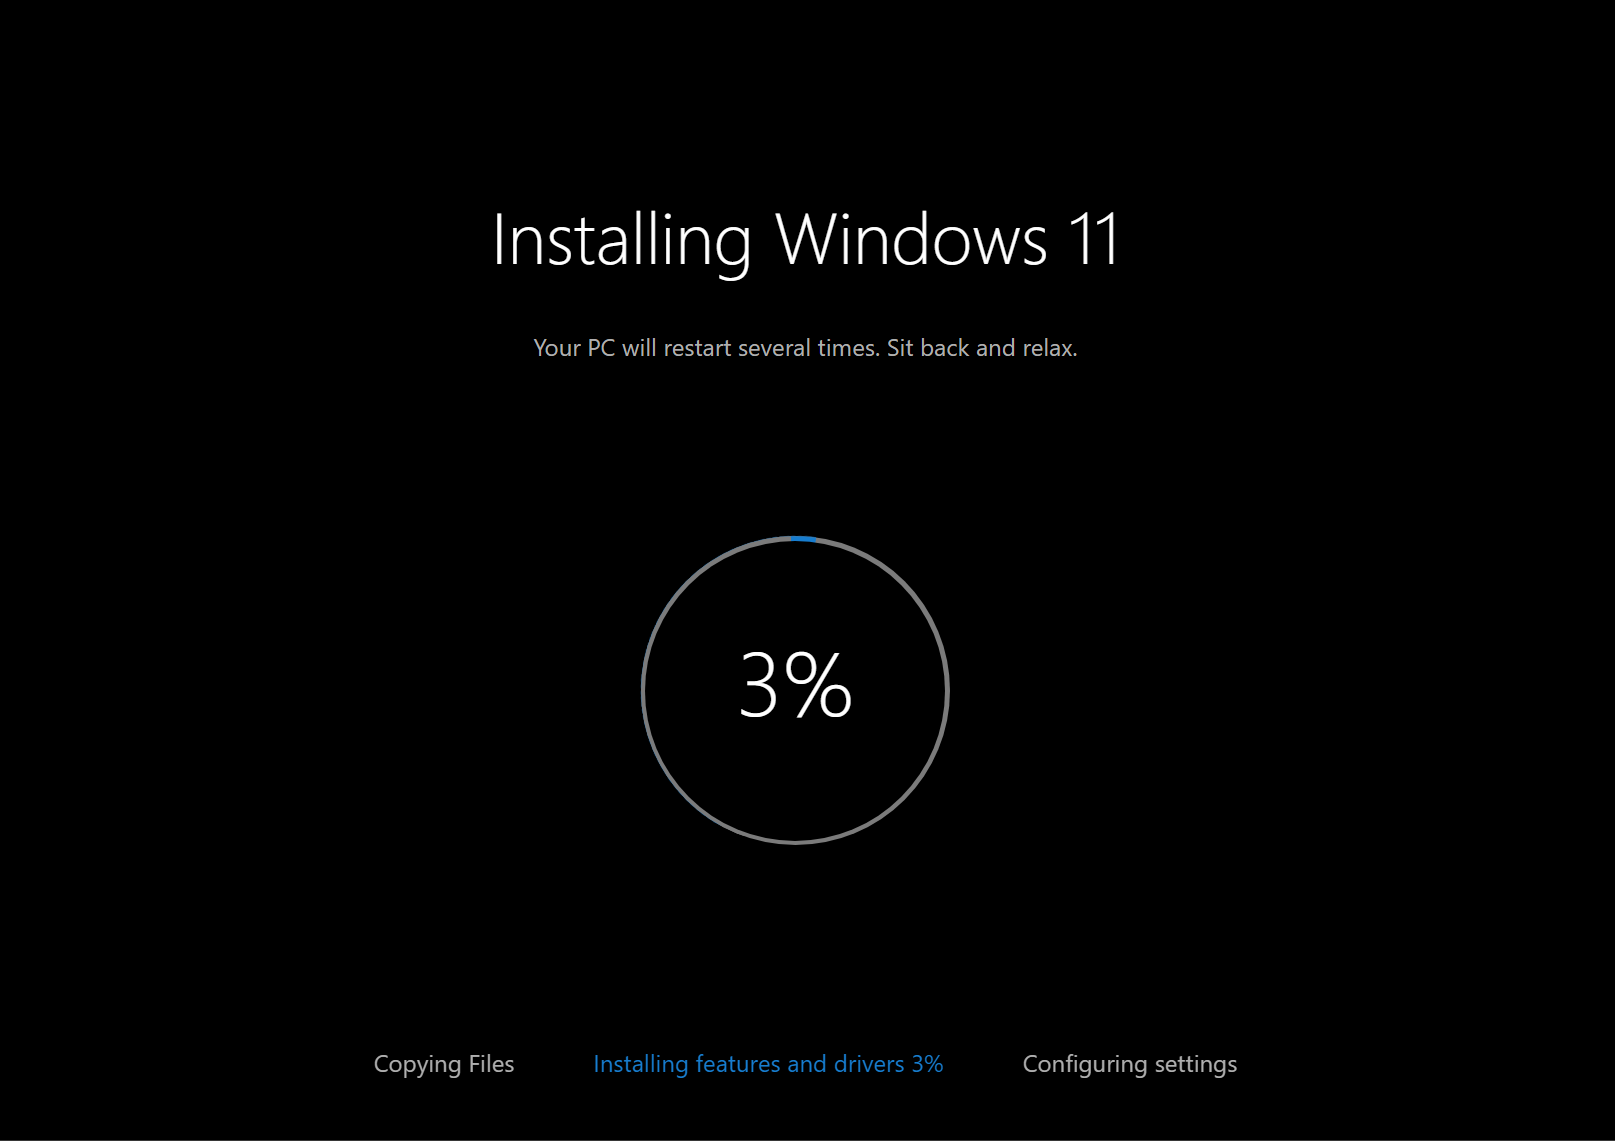 Installing Windows 11
Your PC will restart several times. Sit back and relax.
3%
Copying Files
Installing features and drivers 3%
Configuring settings